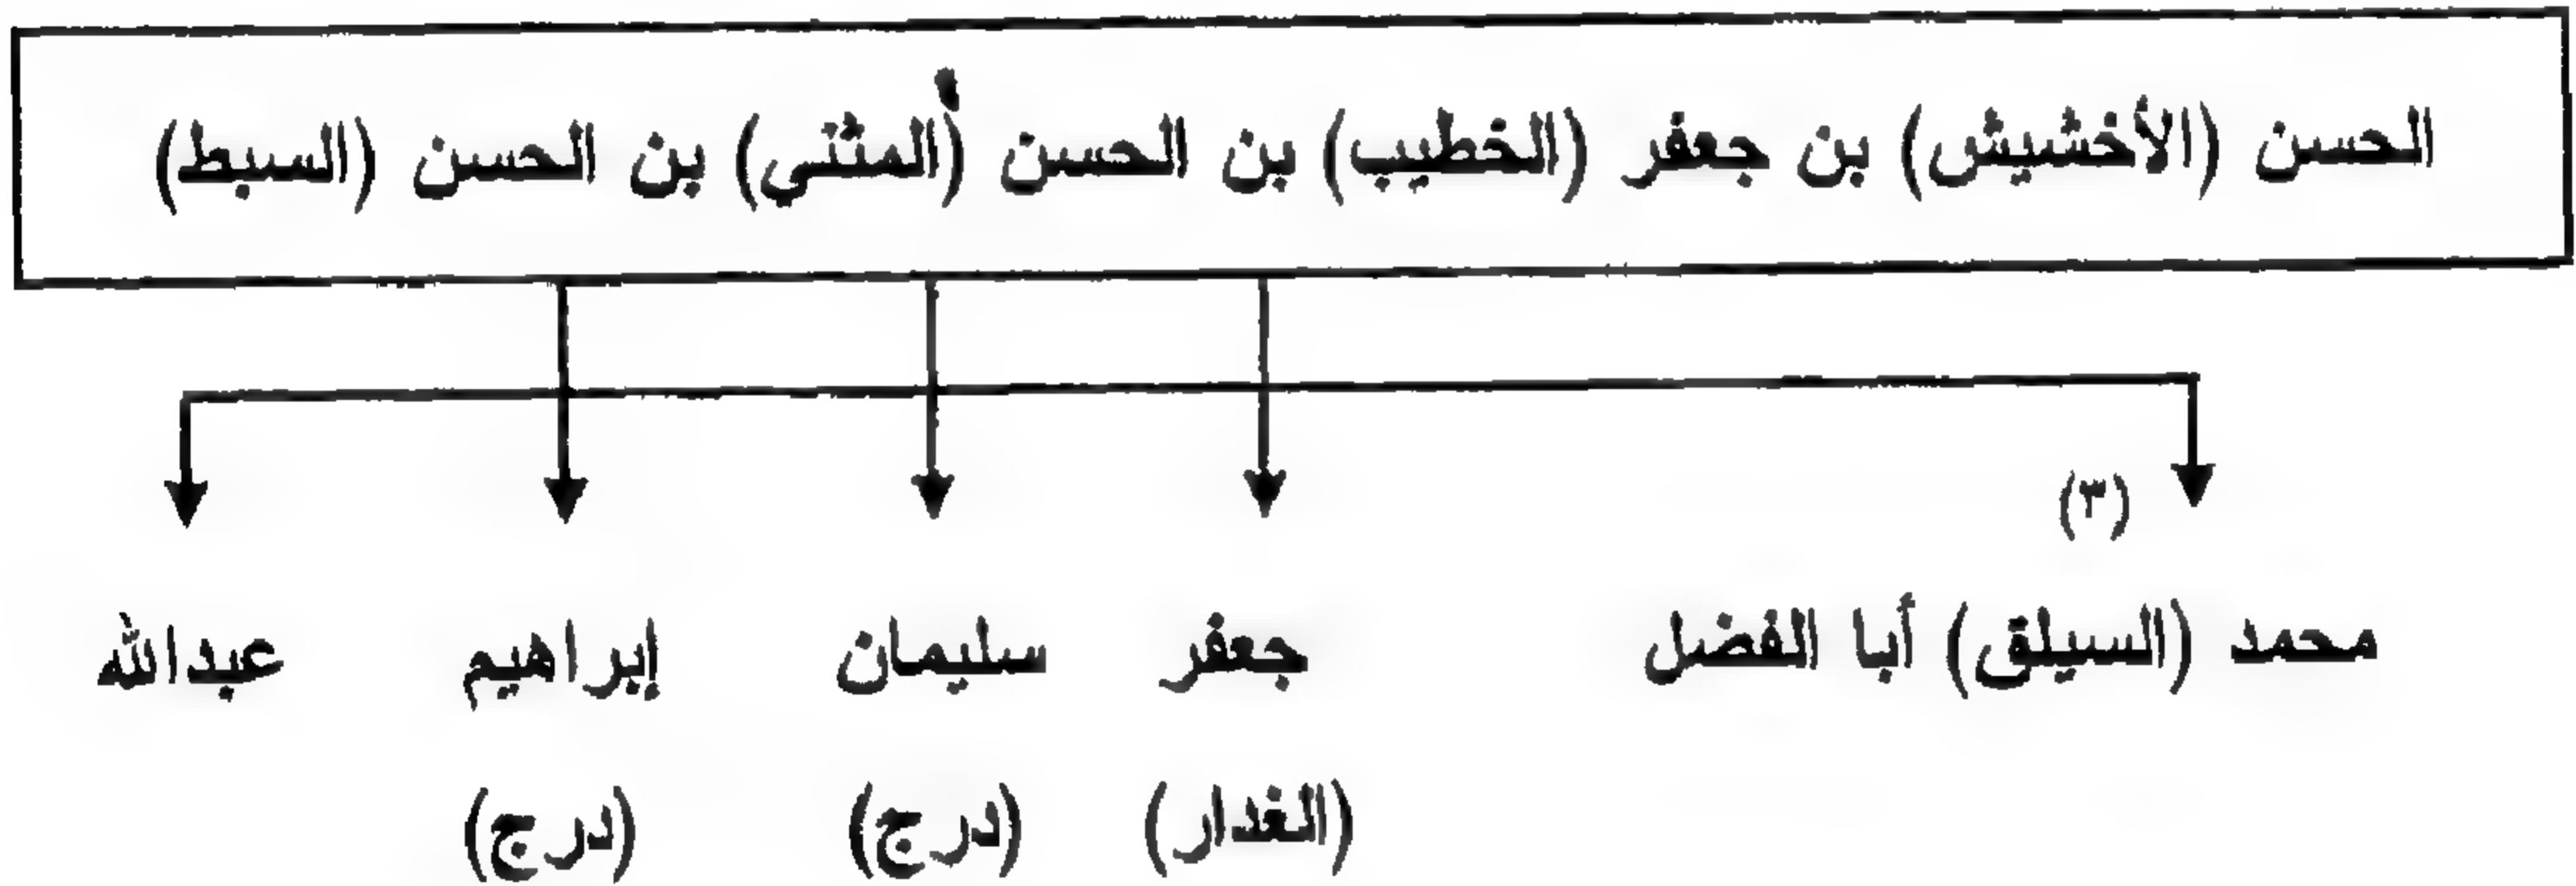 الحسن (الأخشيش) بن جعفر (الخطيب) بن الحسن (المثني) بن الحسن (السبط)
(٣)
محمد (السيلق) أبا الفضل جعفر سليمان إبراهيم عبدالله
(الغدار) (درج) (درج)